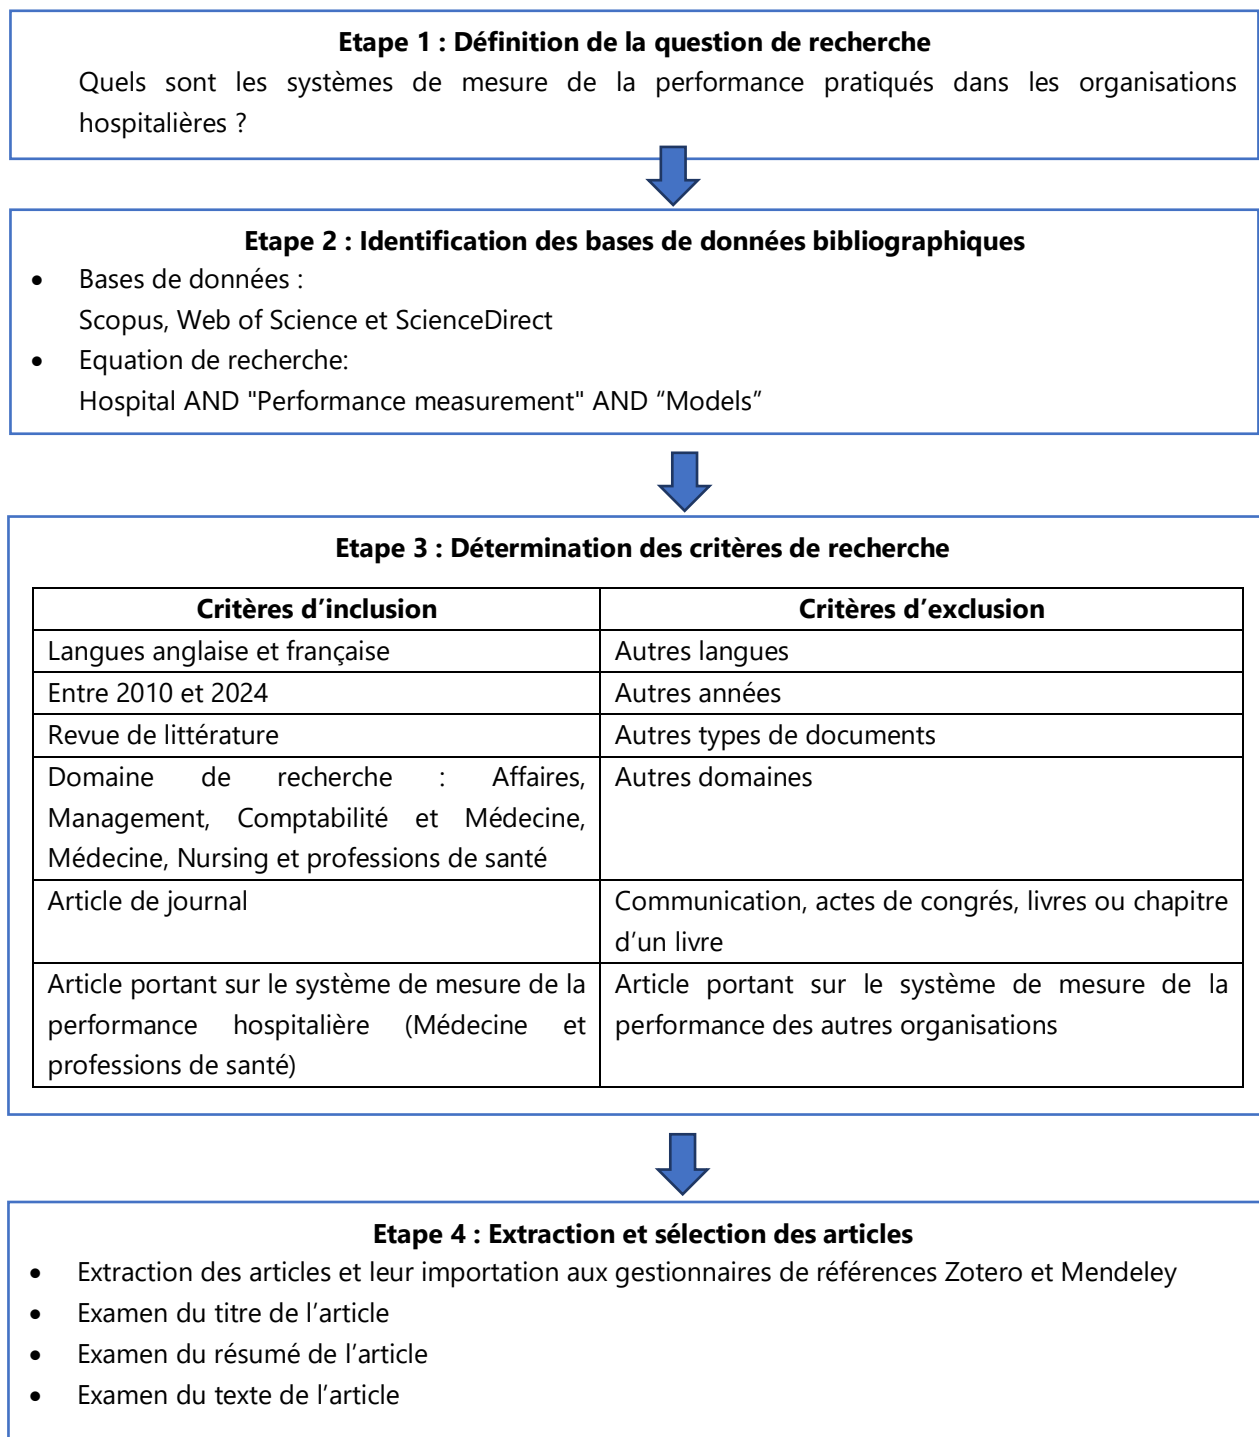 Etape 1 : Définition de la question de recherche
Quels sont les systèmes de mesure de la performance pratiqués dans les organisations
hospitalières ?
Etape 2 : Identification des bases de données bibliographiques
• Bases de données :
Scopus, Web of Science et ScienceDirect
• Equation de recherche:
Hospital AND "Performance measurement" AND “Models”
Etape 3 : Détermination des critères de recherche
Critères d’inclusion
Critères d’exclusion
Langues anglaise et française
Autres langues
Entre 2010 et 2024
Autres années
Revue de littérature
Autres types de documents
Domaine de recherche : Affaires,
Management, Comptabilité et Médecine,
Médecine, Nursing et professions de santé
Autres domaines
Article de journal
Communication, actes de congrés, livres ou chapitre
d’un livre
Article portant sur le système de mesure de la
performance hospitalière (Médecine et
professions de santé)
Article portant sur le système de mesure de la
performance des autres organisations
Etape 4 : Extraction et sélection des articles
• Extraction des articles et leur importation aux gestionnaires de références Zotero et Mendeley
• Examen du titre de l’article
• Examen du résumé de l’article
• Examen du texte de l’article